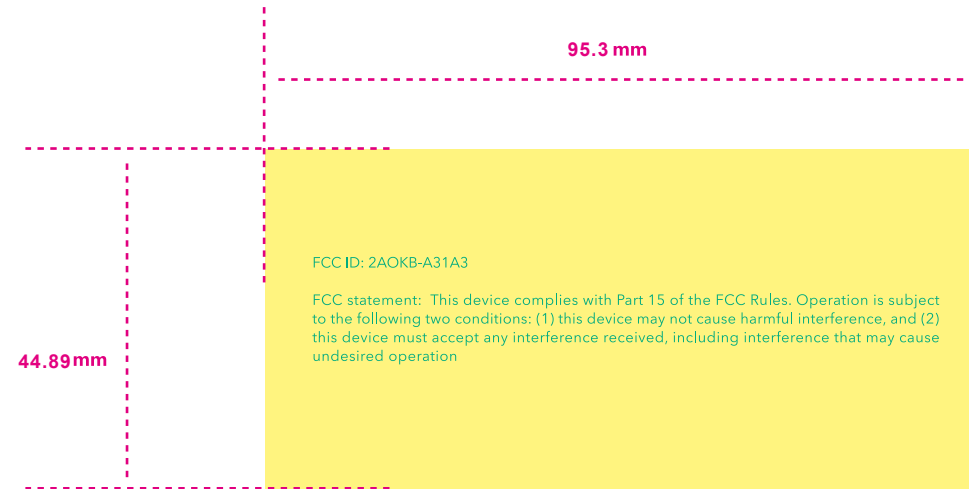 95.3 mm
FCC ID: 2AOKB-A31A3
FCC statement: This device complies with Part 15 of the FCC Rules. Operation is subject
to the following two conditions: (1) this device may not cause harmful interference, and (2)
this device must accept any interference received, including interference that may cause
undesired operation
44.89 mm